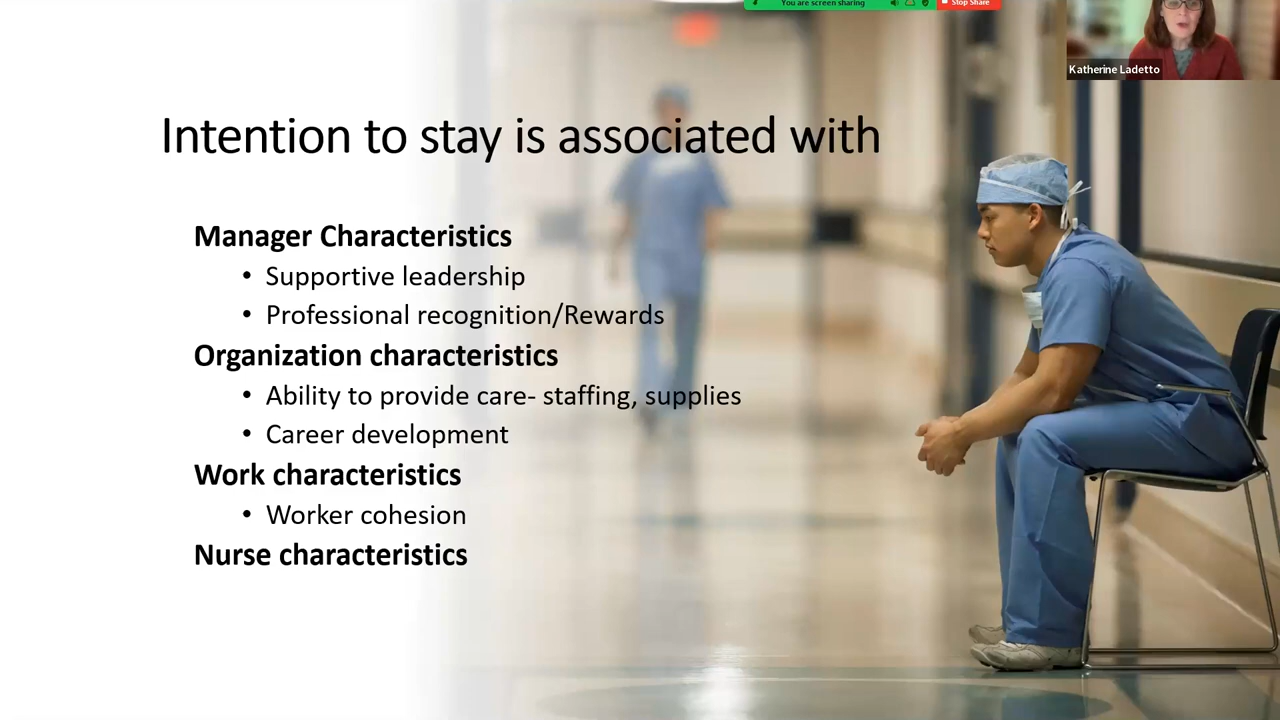 You are screen sharing
Stop Share
Katherine Ladetto
Intention to stay is associated with
Manager Characteristics
• Supportive leadership
• Professional recognition/Rewards
Organization characteristics
• Ability to provide care- staffing, supplies
• Career development
Work characteristics
• Worker cohesion
Nurse characteristics